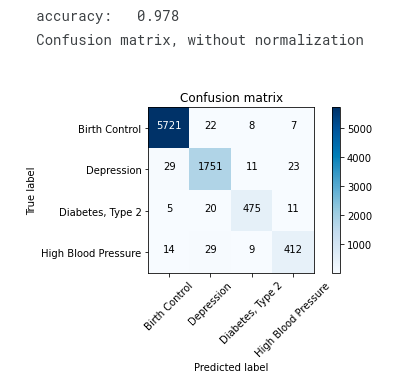 accuracy:   0.978
Confusion matrix, without normalization
Confusion matrix
Birth Control 5721 22 8 7
Depression 29 1751 11 23
Diabetes, Type 2 5 20 475 11
High Blood Pressure 14 29 9 412
True label
Birth Control
Depression
Diabetes, Type 2
High Blood Pressure
Predicted label
5000
4000
3000
2000
1000